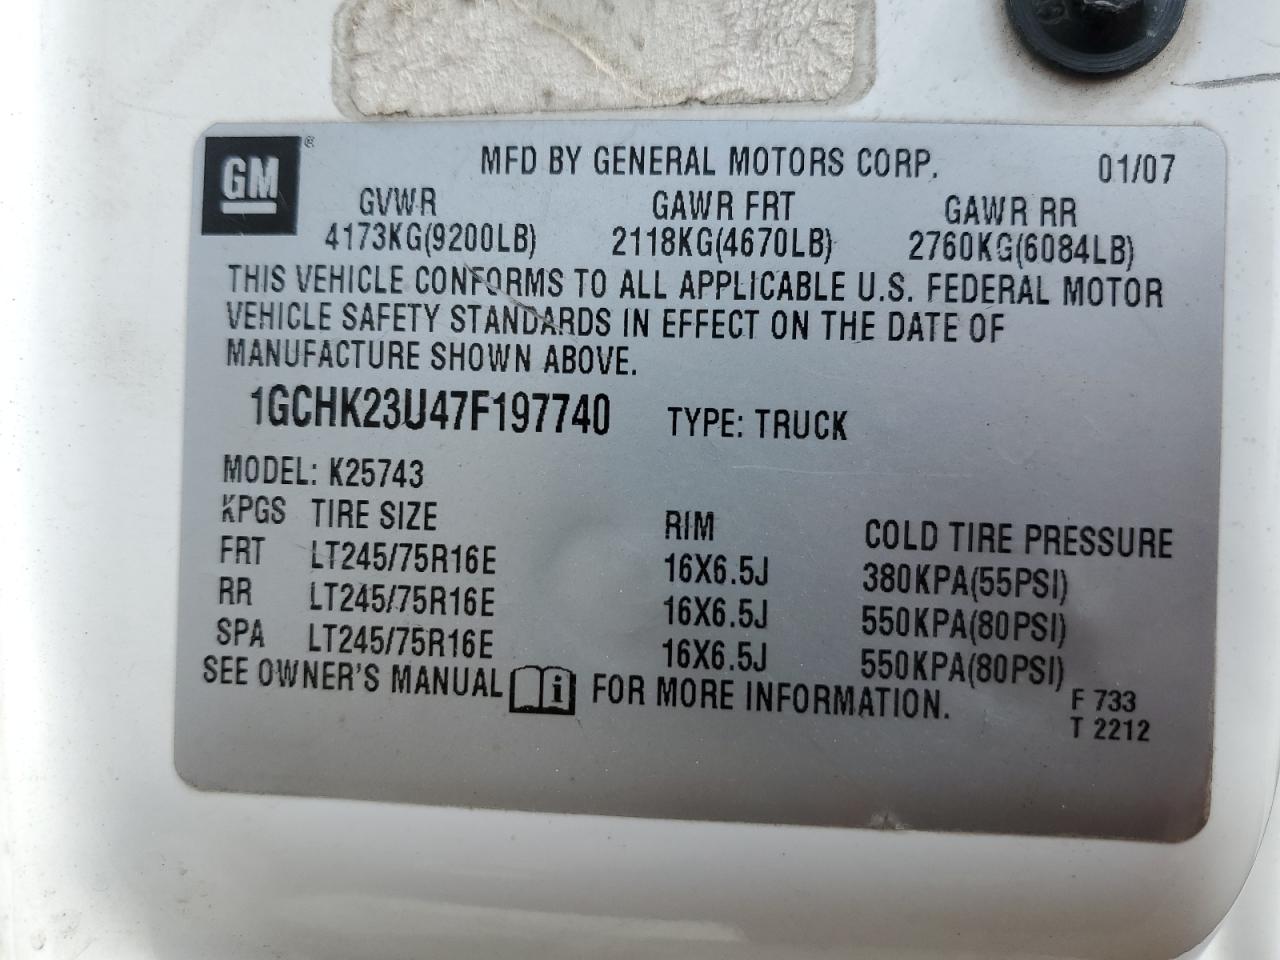 GM ®
MFD BY GENERAL MOTORS CORP. 01/07
GVWR GAWR FRT GAWR RR
4173KG(9200LB) 2118KG(4670LB) 2760KG(6084LB)
THIS VEHICLE CONFORMS TO ALL APPLICABLE U.S. FEDERAL MOTOR
VEHICLE SAFETY STANDARDS IN EFFECT ON THE DATE OF
MANUFACTURE SHOWN ABOVE.
1GCHK23U47F197740 TYPE: TRUCK
MODEL: K25743
KPGS TIRE SIZE RIM COLD TIRE PRESSURE
FRT LT245/75R16E 16X6.5J 380KPA(55PSI)
RR LT245/75R16E 16X6.5J 550KPA(80PSI)
SPA LT245/75R16E 16X6.5J 550KPA(80PSI)
SEE OWNER'S MANUAL i FOR MORE INFORMATION.
F 733
T 2212